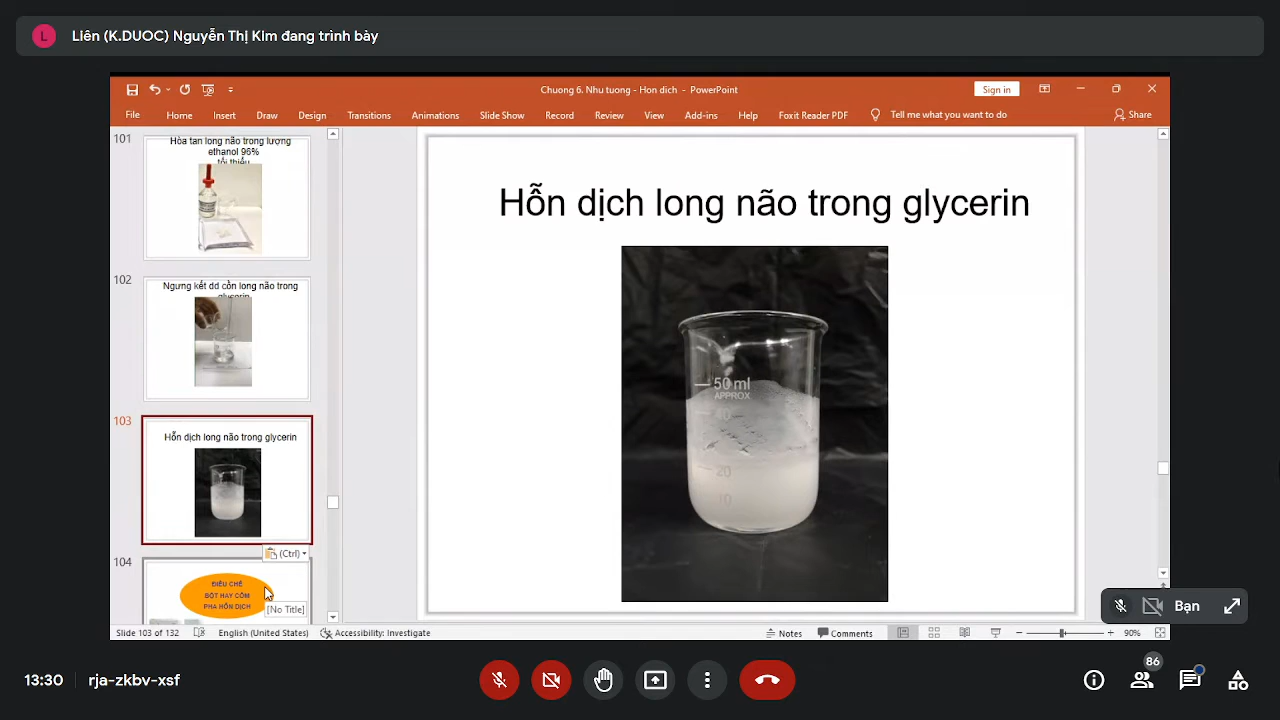 L
Liên (K.DUOC) Nguyễn Thị Kim đang trình bày
Chuong 6. Nhu tuong - Hon dich - PowerPoint
Sign in
File Home Insert Draw Design Transitions Animations Slide Show Record Review View Add-ins Help Foxit Reader PDF Tell me what you want to do Share
101
Hòa tan long não trong lượng
ethanol 96%
tối thiểu
102
Ngưng kết dd cồn long não trong
glycerin
103
Hỗn dịch long não trong glycerin
(Ctrl)
104
ĐIỀU CHẾ
BỘT HAY CỐM
PHA HỖN DỊCH
[No Title]
Hỗn dịch long não trong glycerin
50 ml
APPROX
40
20
10
Slide 103 of 132 English (United States) Accessibility: Investigate Notes Comments 90%
Bạn
13:30 rja-zkbv-xsf
86